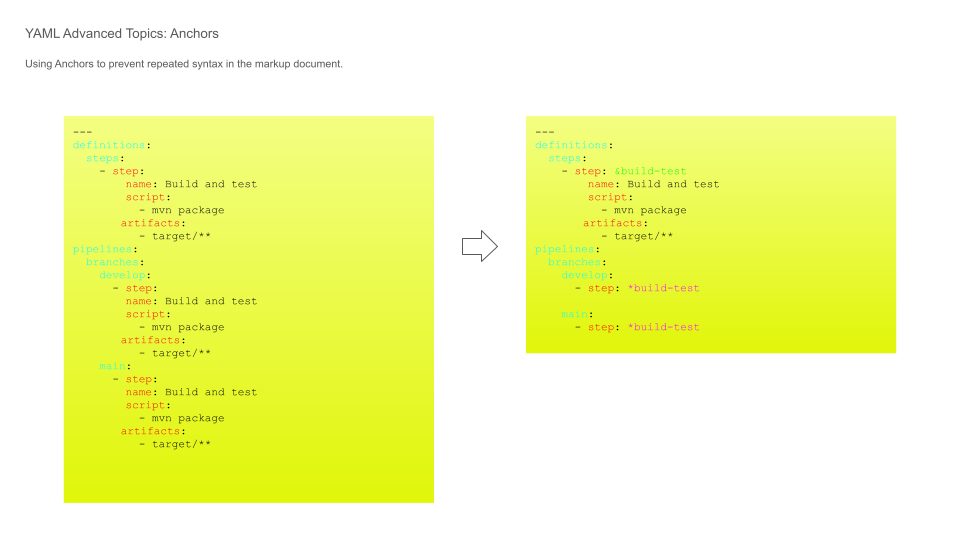 YAML Advanced Topics: Anchors
Using Anchors to prevent repeated syntax in the markup document.
---
definitions:
  steps:
    - step:
        name: Build and test
        script:
          - mvn package
       artifacts:
          - target/**
pipelines:
  branches:
    develop:
      - step:
        name: Build and test
        script:
          - mvn package
       artifacts:
          - target/**
    main:
      - step:
        name: Build and test
        script:
          - mvn package
       artifacts:
          - target/**
---
definitions:
  steps:
    - step: &build-test
        name: Build and test
        script:
          - mvn package
       artifacts:
          - target/**
pipelines:
  branches:
    develop:
      - step: *build-test
    main:
      - step: *build-test